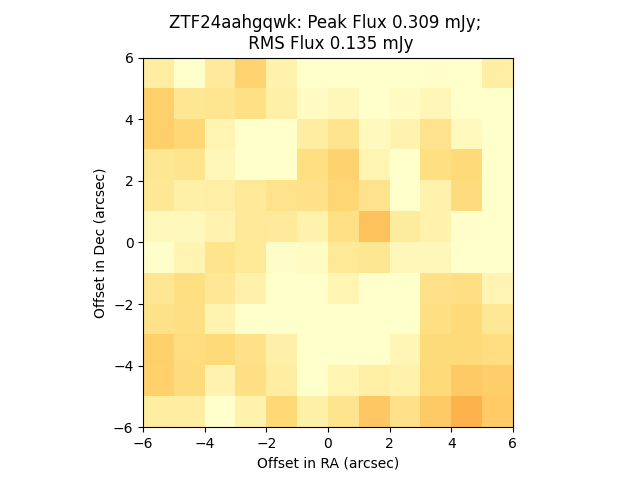 ZTF24aahgqwk: Peak Flux 0.309 mJy;
RMS Flux 0.135 mJy
6
4
2
0
−2
−4
−6
Offset in Dec (arcsec)
−6 −4 −2 0 2 4 6
Offset in RA (arcsec)